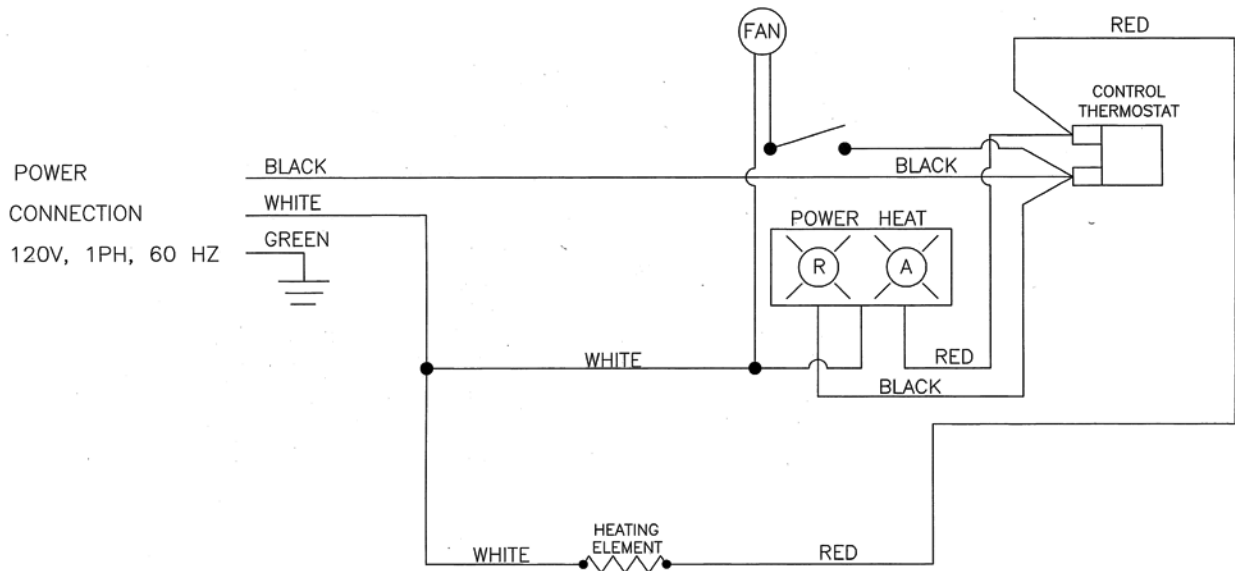 RED
FAN
CONTROL
THERMOSTAT
POWER
CONNECTION
120V, 1PH, 60 HZ
BLACK
WHITE
GREEN
BLACK
POWER
HEAT
R
A
WHITE
RED
BLACK
HEATING
ELEMENT
WHITE
RED